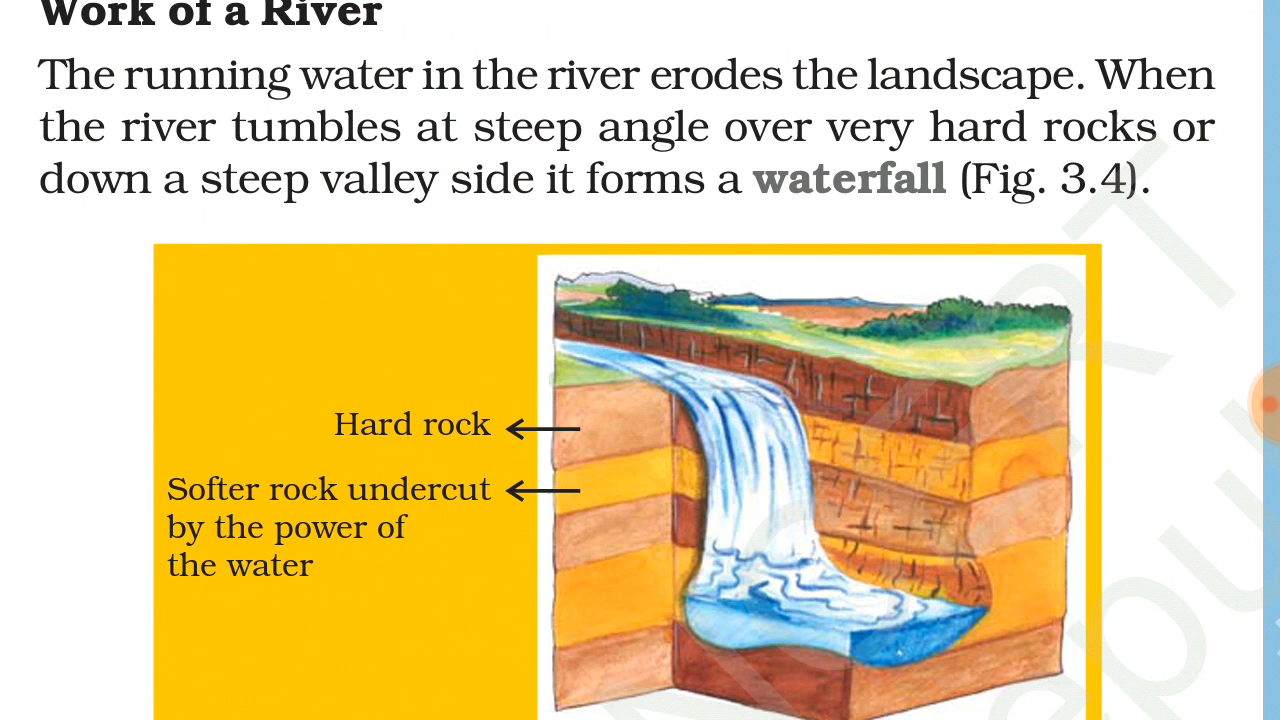 Work of a River
The running water in the river erodes the landscape. When
the river tumbles at steep angle over very hard rocks or
down a steep valley side it forms a waterfall (Fig. 3.4).
Hard rock
Softer rock undercut
by the power of
the water